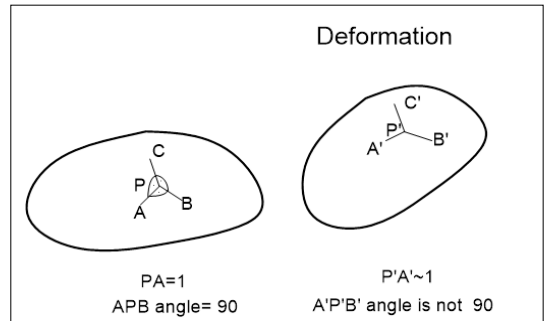 Deformation
C
P
A
B
C'
P'
A'
B'
PA=1
APB angle= 90
P'A'~1
A'P'B' angle is not 90